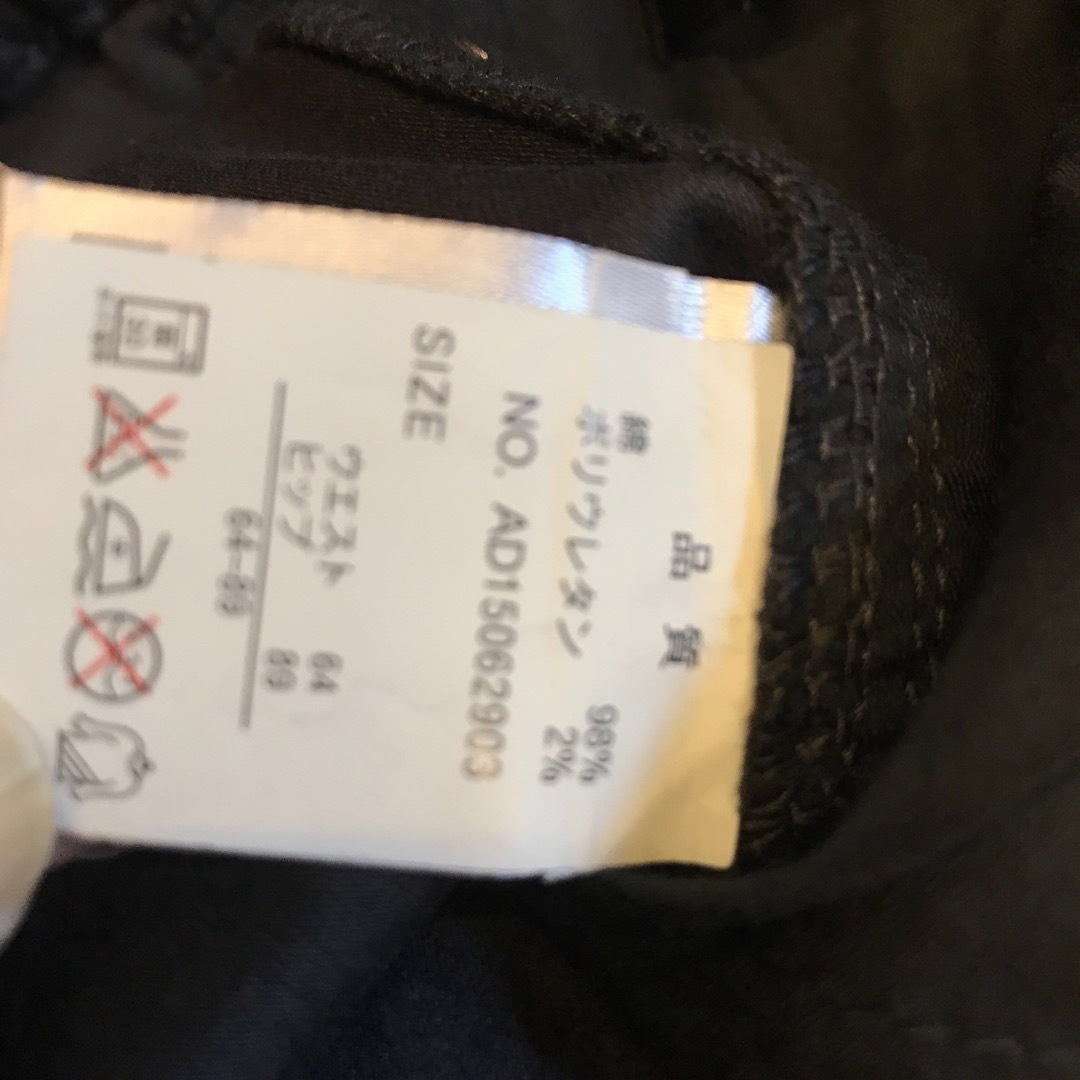 品質
綿 98%
ポリウレタン 2%
NO. AD15062903
SIZE
ウエスト 64
ヒップ 89
64-89